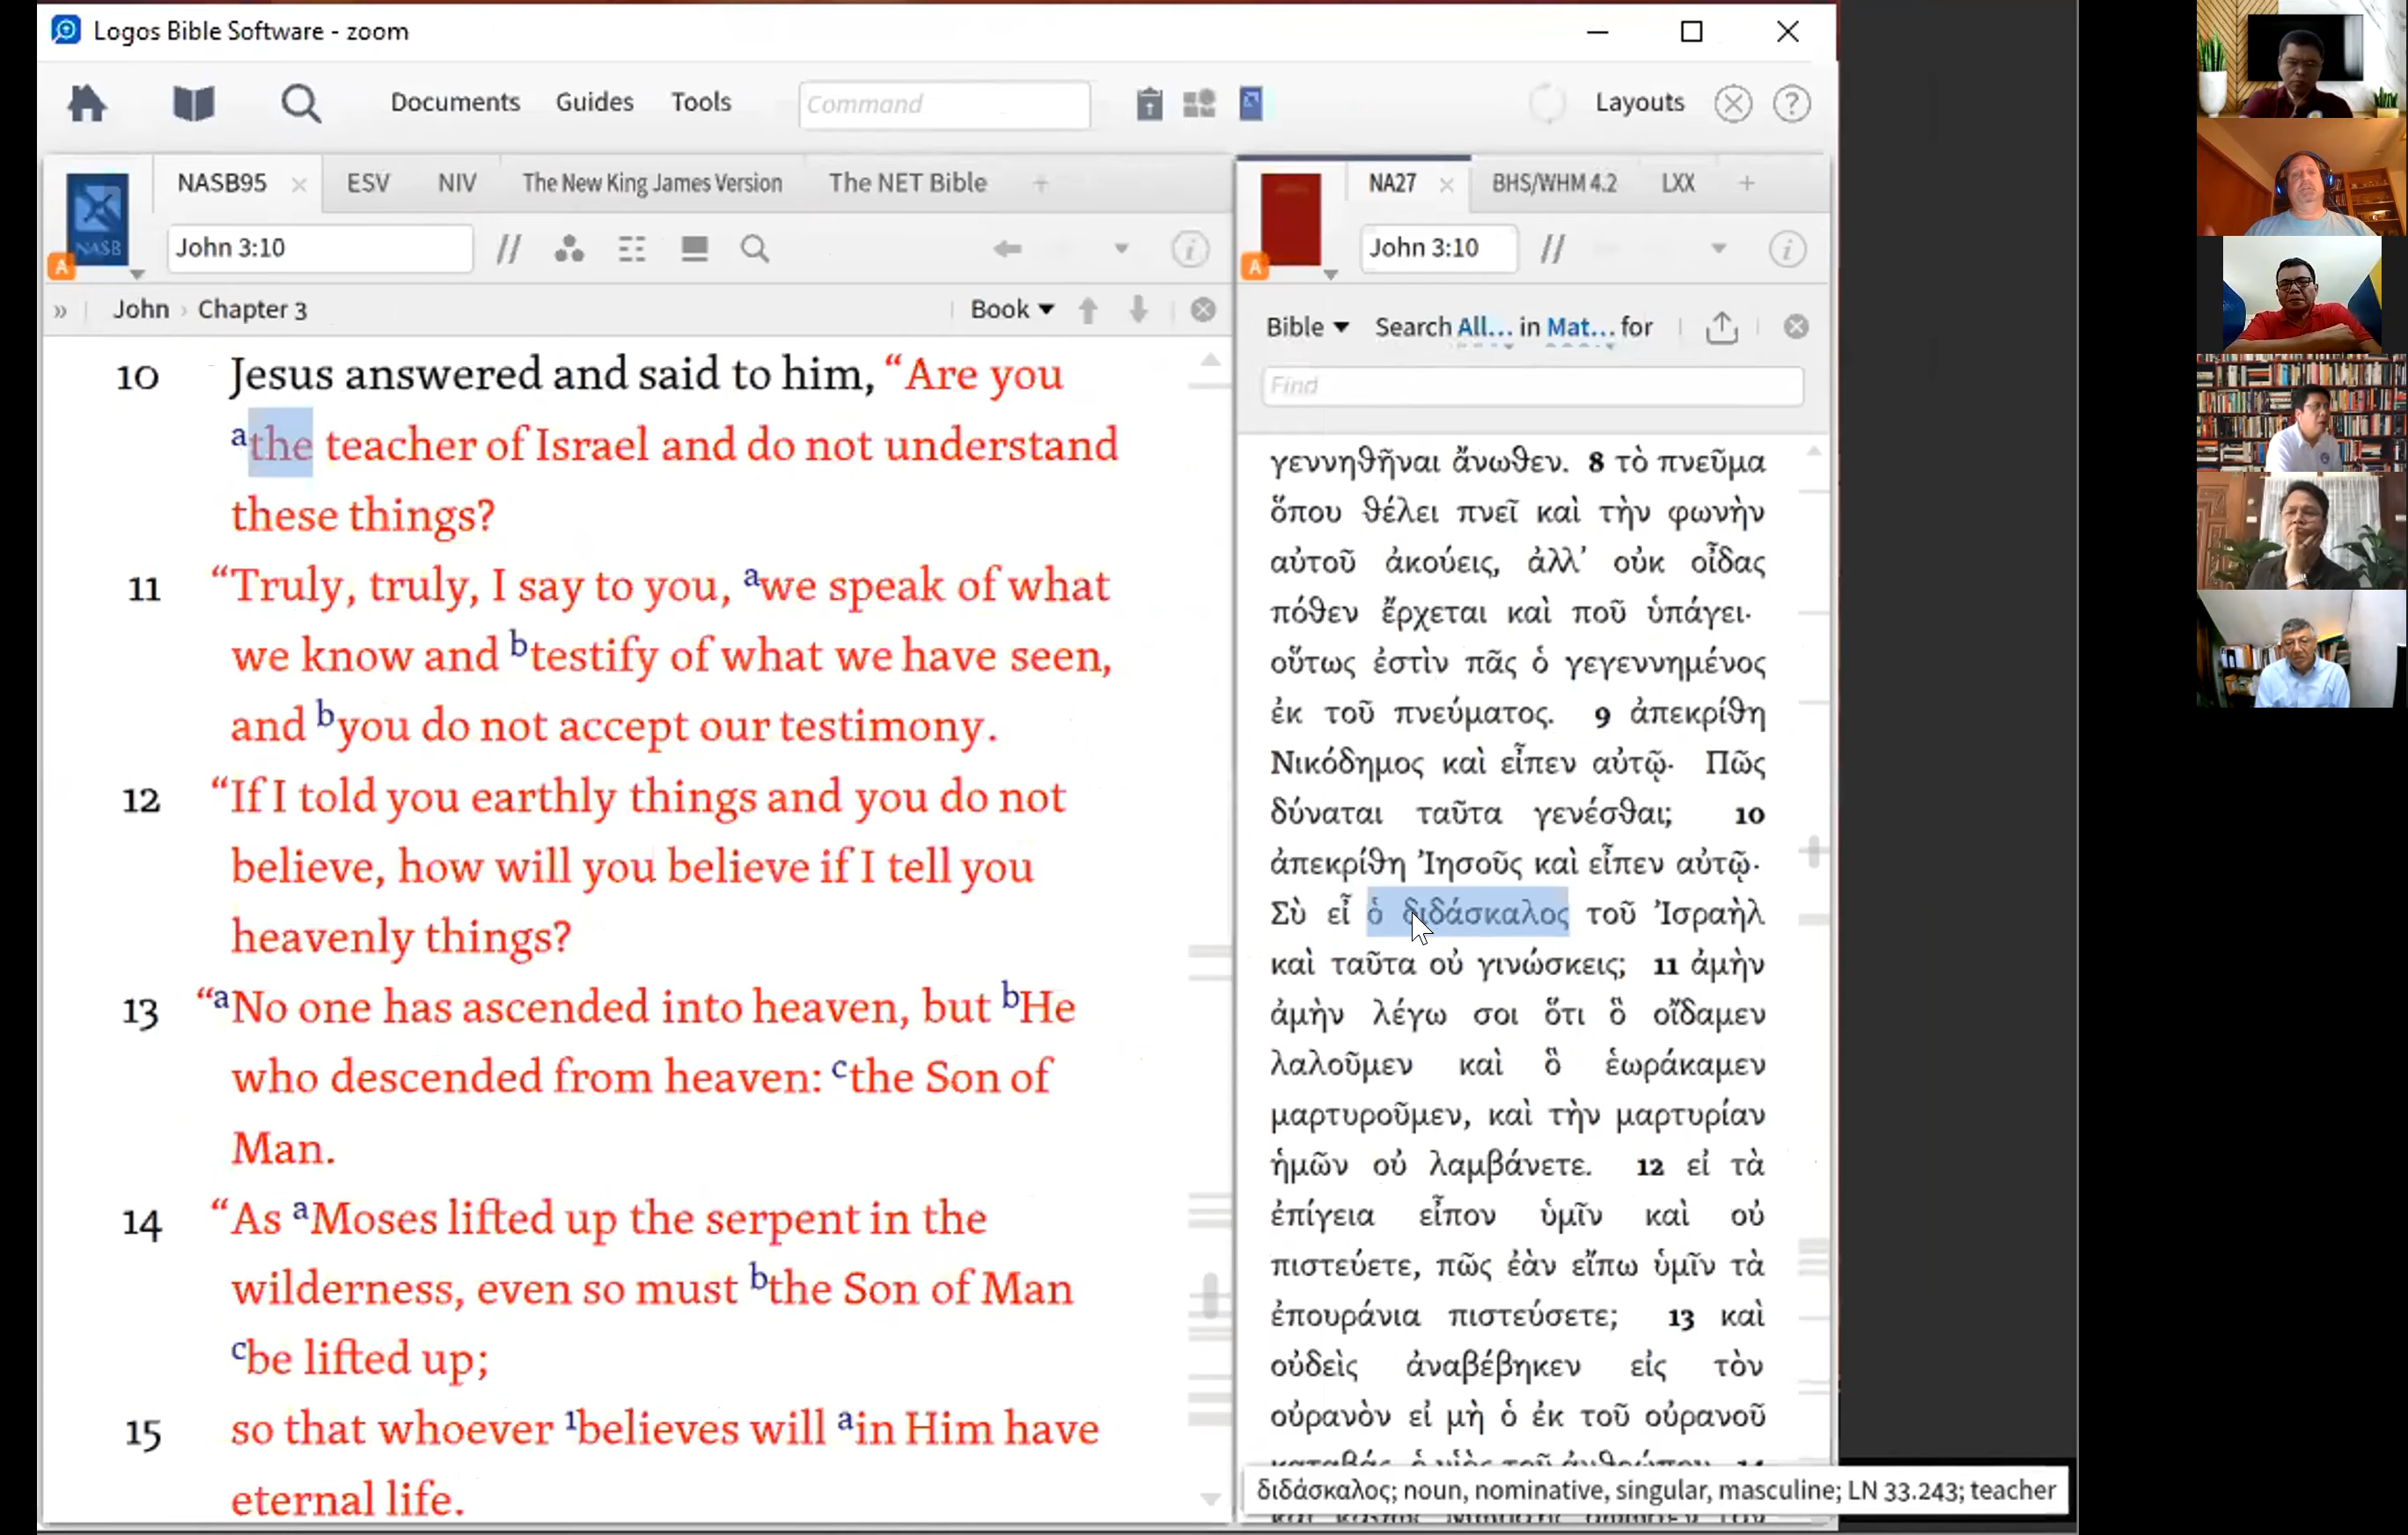 Logos Bible Software - zoom
Documents Guides Tools Command Layouts
NASB95 ESV NIV The New King James Version The NET Bible
NASB
A
John 3:10
John › Chapter 3 Book
10 Jesus answered and said to him, “Are you
athe teacher of Israel and do not understand
these things?
11 “Truly, truly, I say to you, awe speak of what
we know and btestify of what we have seen,
and byou do not accept our testimony.
12 “If I told you earthly things and you do not
believe, how will you believe if I tell you
heavenly things?
13 “aNo one has ascended into heaven, but bHe
who descended from heaven: cthe Son of
Man.
14 “As aMoses lifted up the serpent in the
wilderness, even so must bthe Son of Man
cbe lifted up;
15 so that whoever 1believes will ain Him have
eternal life.
NA27 BHS/WHM 4.2 LXX
A
John 3:10
Bible Search All... in Mat... for
Find
γεννηθῆναι ἄνωθεν. 8 τὸ πνεῦμα
ὅπου θέλει πνεῖ καὶ τὴν φωνὴν
αὐτοῦ ἀκούεις, ἀλλ’ οὐκ οἶδας
πόθεν ἔρχεται καὶ ποῦ ὑπάγει·
οὕτως ἐστὶν πᾶς ὁ γεγεννημένος
ἐκ τοῦ πνεύματος. 9 ἀπεκρίθη
Νικόδημος καὶ εἶπεν αὐτῷ· Πῶς
δύναται ταῦτα γενέσθαι; 10
ἀπεκρίθη Ἰησοῦς καὶ εἶπεν αὐτῷ·
Σὺ εἶ ὁ διδάσκαλος τοῦ Ἰσραὴλ
καὶ ταῦτα οὐ γινώσκεις; 11 ἀμὴν
ἀμὴν λέγω σοι ὅτι ὃ οἴδαμεν
λαλοῦμεν καὶ ὃ ἑωράκαμεν
μαρτυροῦμεν, καὶ τὴν μαρτυρίαν
ἡμῶν οὐ λαμβάνετε. 12 εἰ τὰ
ἐπίγεια εἶπον ὑμῖν καὶ οὐ
πιστεύετε, πῶς ἐὰν εἴπω ὑμῖν τὰ
ἐπουράνια πιστεύσετε; 13 καὶ
οὐδεὶς ἀναβέβηκεν εἰς τὸν
οὐρανὸν εἰ μὴ ὁ ἐκ τοῦ οὐρανοῦ
διδάσκαλος; noun, nominative, singular, masculine; LN 33.243; teacher